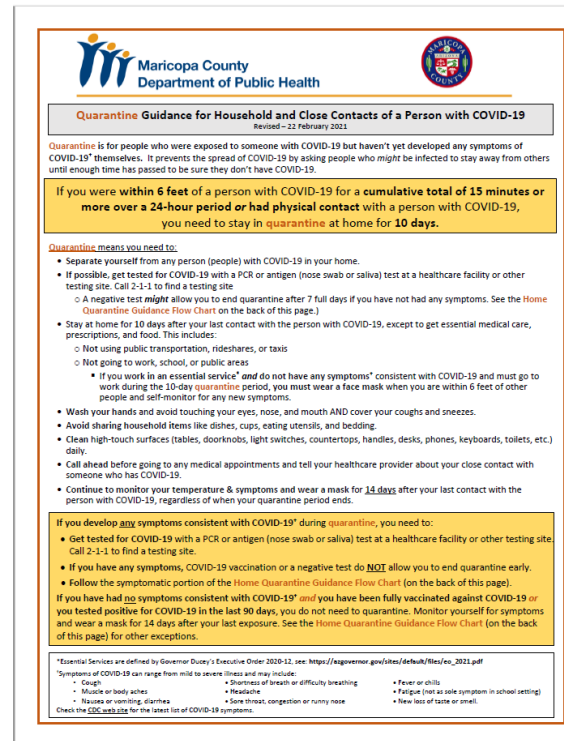 Maricopa County
Department of Public Health
MARICOPA
COUNTY
Quarantine Guidance for Household and Close Contacts of a Person with COVID-19
Revised – 22 February 2021
Quarantine is for people who were exposed to someone with COVID-19 but haven't yet developed any symptoms of
COVID-19† themselves. It prevents the spread of COVID-19 by asking people who might be infected to stay away from others
until enough time has passed to be sure they don't have COVID-19.
If you were within 6 feet of a person with COVID-19 for a cumulative total of 15 minutes or
more over a 24-hour period or had physical contact with a person with COVID-19,
you need to stay in quarantine at home for 10 days.
Quarantine means you need to:
• Separate yourself from any person (people) with COVID-19 in your home.
• If possible, get tested for COVID-19 with a PCR or antigen (nose swab or saliva) test at a healthcare facility or other
testing site. Call 2-1-1 to find a testing site
o A negative test might allow you to end quarantine after 7 full days if you have not had any symptoms. See the Home
Quarantine Guidance Flow Chart on the back of this page.)
• Stay at home for 10 days after your last contact with the person with COVID-19, except to get essential medical care,
prescriptions, and food. This includes:
o Not using public transportation, rideshares, or taxis
o Not going to work, school, or public areas
▪ If you work in an essential service* and do not have any symptoms† consistent with COVID-19 and must go to
work during the 10-day quarantine period, you must wear a face mask when you are within 6 feet of other
people and self-monitor for any new symptoms.
• Wash your hands and avoid touching your eyes, nose, and mouth AND cover your coughs and sneezes.
• Avoid sharing household items like dishes, cups, eating utensils, and bedding.
• Clean high-touch surfaces (tables, doorknobs, light switches, countertops, handles, desks, phones, keyboards, toilets, etc.)
daily.
• Call ahead before going to any medical appointments and tell your healthcare provider about your close contact with
someone who has COVID-19.
• Continue to monitor your temperature & symptoms and wear a mask for 14 days after your last contact with the
person with COVID-19, regardless of when your quarantine period ends.
If you develop any symptoms consistent with COVID-19† during quarantine, you need to:
• Get tested for COVID-19 with a PCR or antigen (nose swab or saliva) test at a healthcare facility or other testing site.
Call 2-1-1 to find a testing site.
• If you have any symptoms, COVID-19 vaccination or a negative test do NOT allow you to end quarantine early.
• Follow the symptomatic portion of the Home Quarantine Guidance Flow Chart (on the back of this page).
If you have had no symptoms consistent with COVID-19† and you have been fully vaccinated against COVID-19 or
you tested positive for COVID-19 in the last 90 days, you do not need to quarantine. Monitor yourself for symptoms
and wear a mask for 14 days after your last exposure. See the Home Quarantine Guidance Flow Chart (on the back
of this page) for other exceptions.
*Essential Services are defined by Governor Ducey's Executive Order 2020-12, see: https://azgovernor.gov/sites/default/files/eo_2021.pdf
†Symptoms of COVID-19 can range from mild to severe illness and may include:
• Cough • Shortness of breath or difficulty breathing • Fever or chills
• Muscle or body aches • Headache • Fatigue (not as sole symptom in school setting)
• Nausea or vomiting, diarrhea • Sore throat, congestion or runny nose • New loss of taste or smell.
Check the CDC web site for the latest list of COVID-19 symptoms.